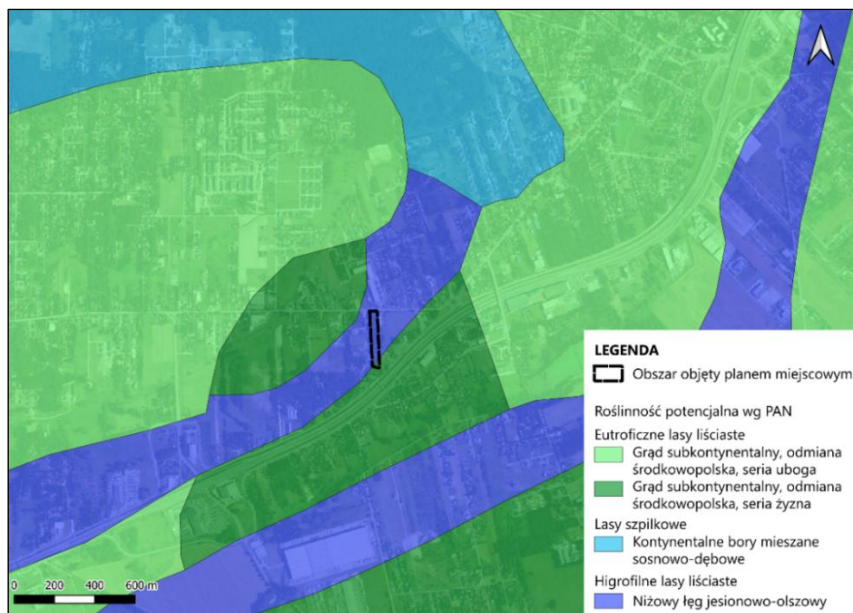 LEGENDA
Obszar objęty planem miejscowym
Roślinność potencjalna wg PAN
Eutroficzne lasy liściaste
Grąd subkontynentalny, odmiana
środkowopolska, seria uboga
Grąd subkontynentalny, odmiana
środkowopolska, seria żyzna
Lasy szpilkowe
Kontynentalne bory mieszane
sosnowo-dębowe
Higrofilne lasy liściaste
Niżowy łęg jesionowo-olszowy
0 200 400 600 m